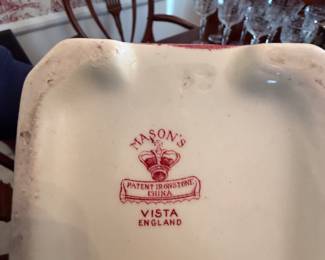 MASON'S
PATENT IRONSTONE
CHINA
VISTA
ENGLAND